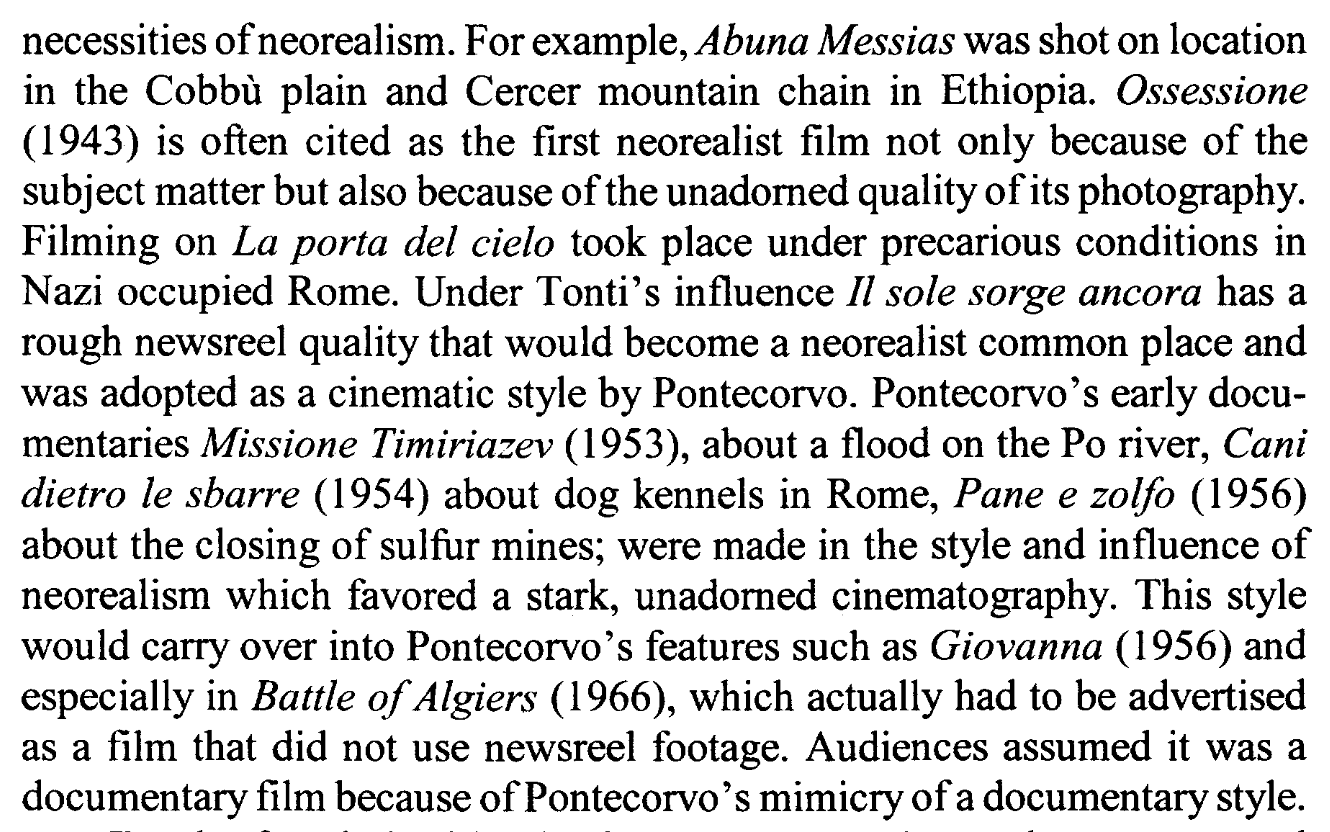 necessities of neorealism. For example, Abuna Messias was shot on location
in the Cobbù plain and Cercer mountain chain in Ethiopia. Ossessione
(1943) is often cited as the first neorealist film not only because of the
subject matter but also because of the unadorned quality of its photography.
Filming on La porta del cielo took place under precarious conditions in
Nazi occupied Rome. Under Tonti's influence Il sole sorge ancora has a
rough newsreel quality that would become a neorealist common place and
was adopted as a cinematic style by Pontecorvo. Pontecorvo's early docu-
mentaries Missione Timiriazev (1953), about a flood on the Po river, Cani
dietro le sbarre (1954) about dog kennels in Rome, Pane e zolfo (1956)
about the closing of sulfur mines; were made in the style and influence of
neorealism which favored a stark, unadorned cinematography. This style
would carry over into Pontecorvo's features such as Giovanna (1956) and
especially in Battle of Algiers (1966), which actually had to be advertised
as a film that did not use newsreel footage. Audiences assumed it was a
documentary film because of Pontecorvo's mimicry of a documentary style.